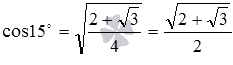 cos15° = √((2 + √3)/4) = √(2 + √3)/2